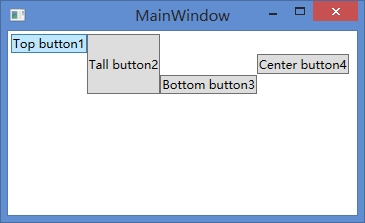 MainWindow
Top button1
Tall button2
Bottom button3
Center button4